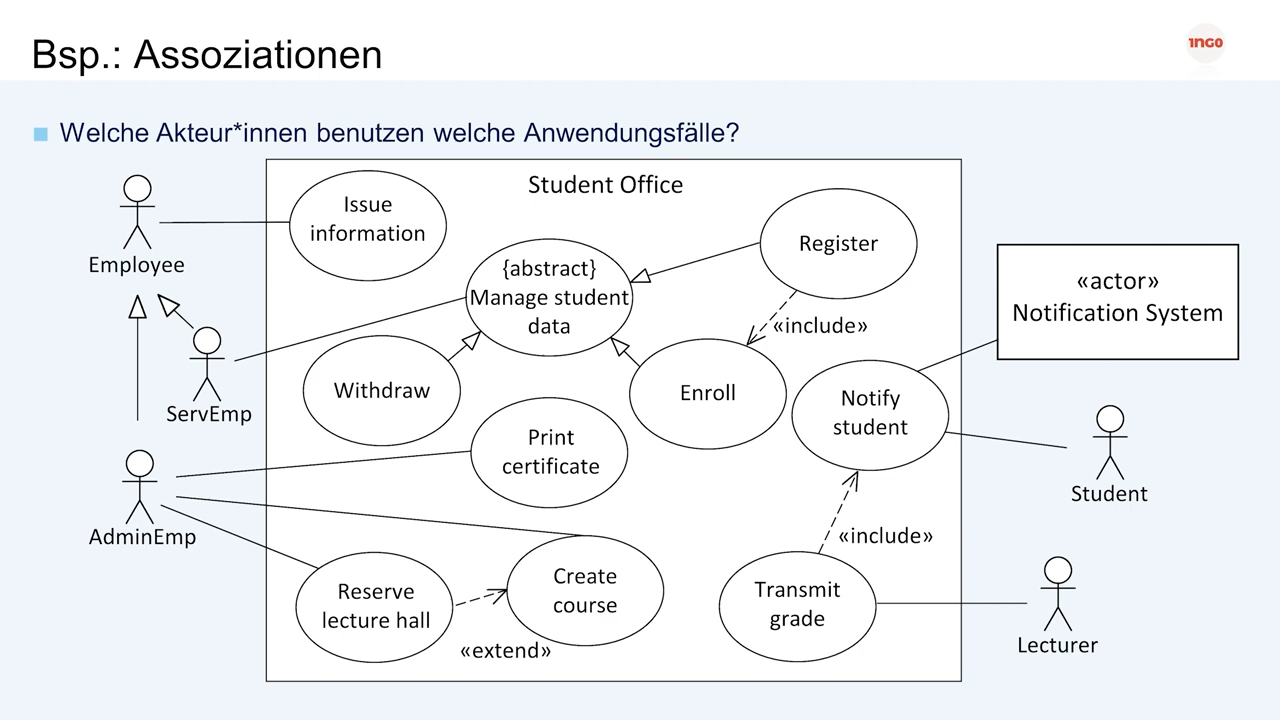 Bsp.: Assoziationen
1NGO
Welche Akteur*innen benutzen welche Anwendungsfälle?
Student Office
Issue
information
Employee
{abstract}
Manage student
data
Register
«include»
«actor»
Notification System
ServEmp
Withdraw
Enroll
Notify
student
Print
certificate
Student
AdminEmp
«include»
Reserve
lecture hall
«extend»
Create
course
Transmit
grade
Lecturer